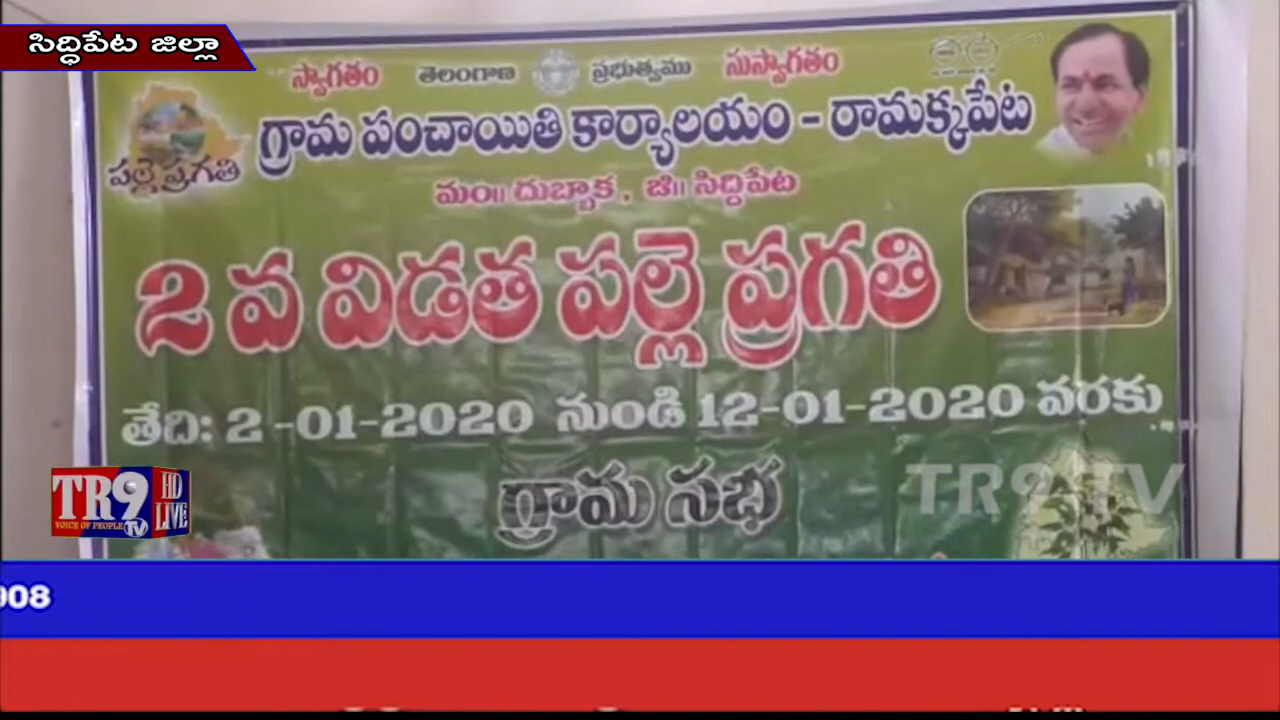 సిద్ధిపేట జిల్లా
స్వాగతం తెలంగాణ ప్రభుత్వము సుస్వాగతం
గ్రామ పంచాయితి కార్యాలయం - రామక్కపేట
పల్లె ప్రగతి
మం॥ దుబ్బాక, జి॥ సిద్దిపేట
2 వ విడత పల్లె ప్రగతి
తేది: 2-01-2020 నుండి 12-01-2020 వరకు
గ్రామ సభ
TR9 TV
TR9 HD
VOICE OF PEOPLE TV LIVE
908